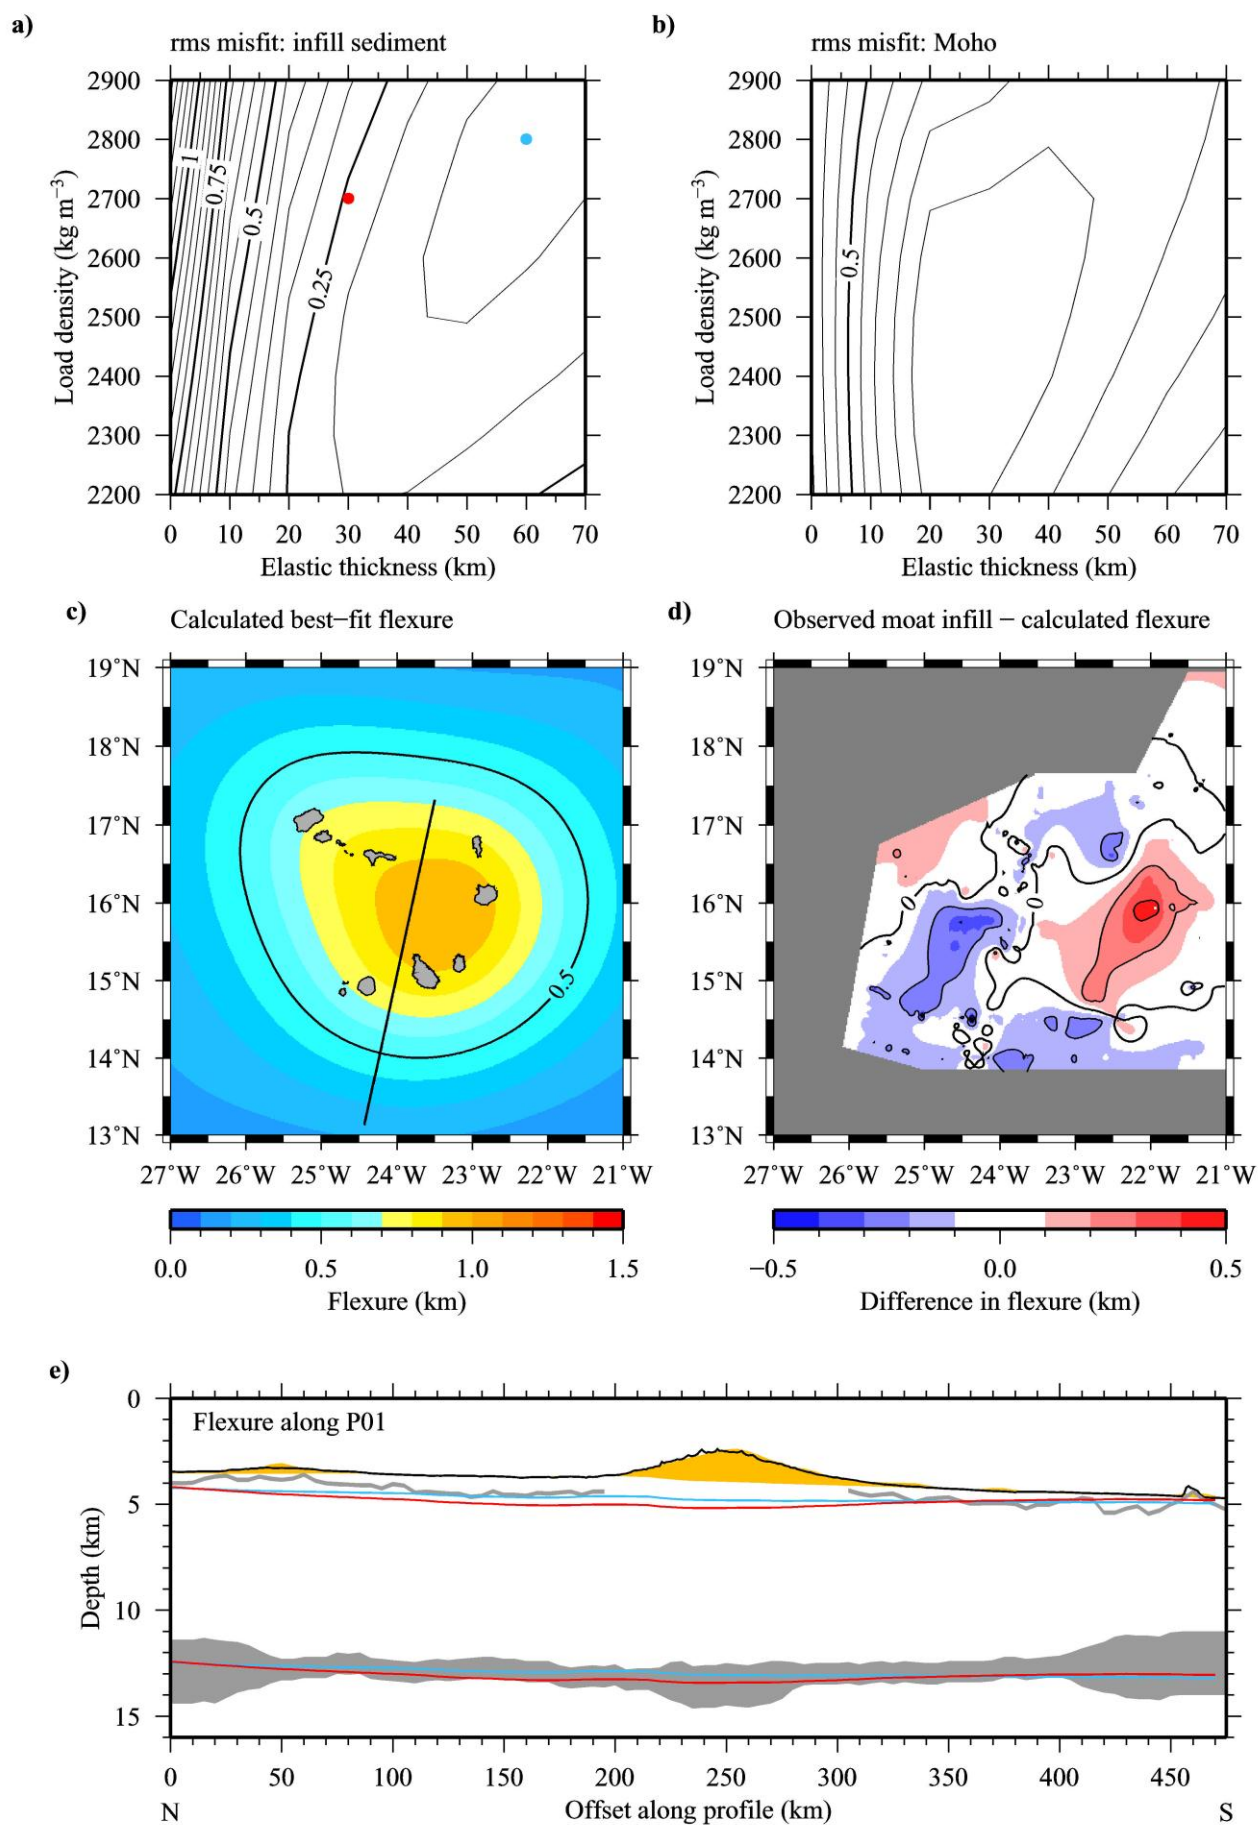 a)
rms misfit: infill sediment
2900
2800
2700
2600
2500
2400
2300
2200
Load density (kg m⁻³)
1
0.75
0.5
0.25
0 10 20 30 40 50 60 70
Elastic thickness (km)
b)
rms misfit: Moho
2900
2800
2700
2600
2500
2400
2300
2200
Load density (kg m⁻³)
0.5
0 10 20 30 40 50 60 70
Elastic thickness (km)
c)
Calculated best−fit flexure
19°N
18°N
17°N
16°N
15°N
14°N
13°N
0.5
27°W 26°W 25°W 24°W 23°W 22°W 21°W
0.0 0.5 1.0 1.5
Flexure (km)
d)
Observed moat infill − calculated flexure
19°N
18°N
17°N
16°N
15°N
14°N
13°N
0
0
27°W 26°W 25°W 24°W 23°W 22°W 21°W
−0.5 0.0 0.5
Difference in flexure (km)
e)
Flexure along P01
0
5
10
15
Depth (km)
0 50 100 150 200 250 300 350 400 450
N Offset along profile (km) S